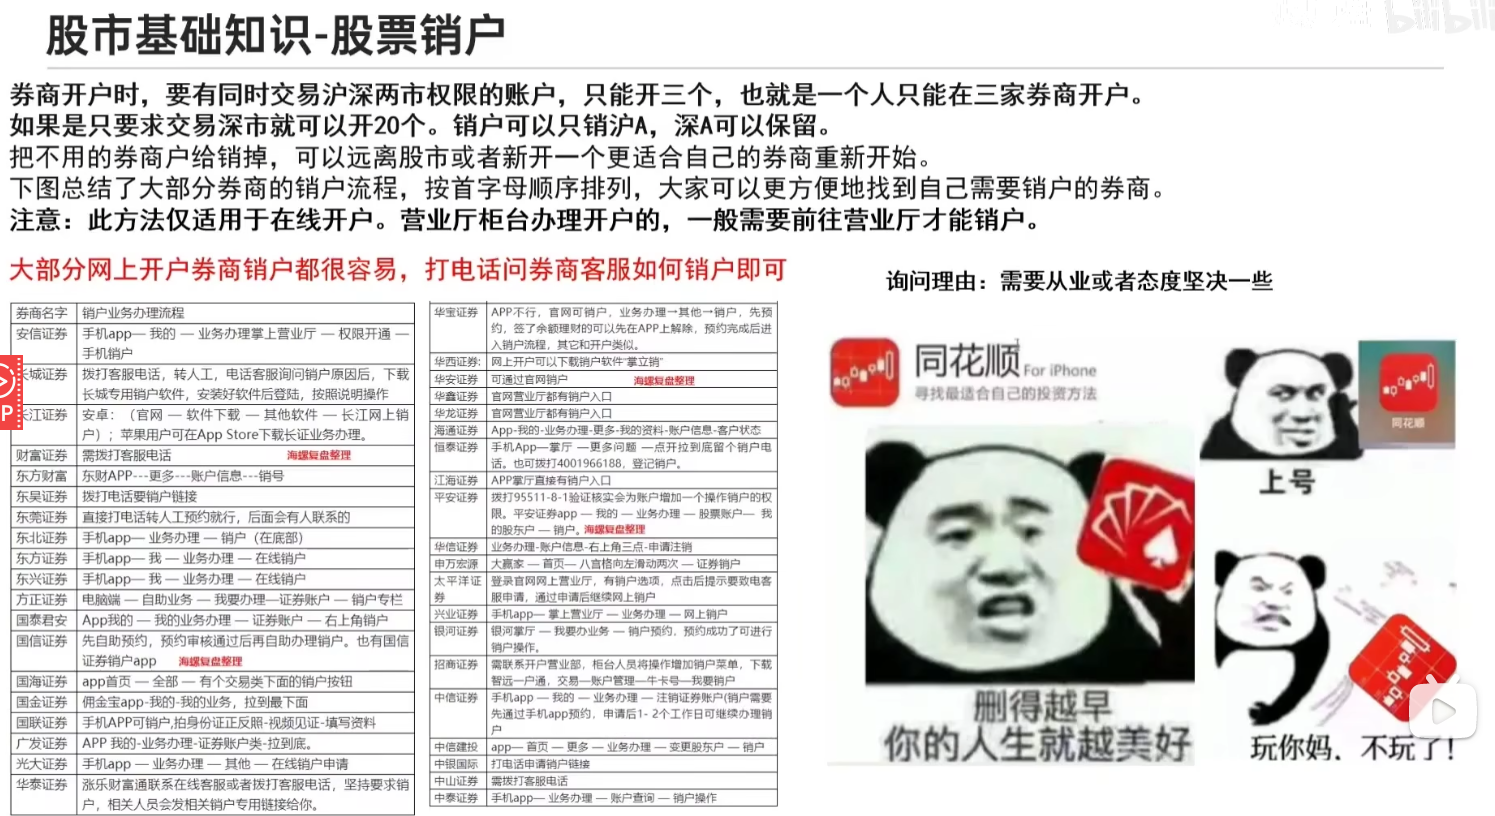 股市基础知识-股票销户
bilibili
券商开户时，要有同时交易沪深两市权限的账户，只能开三个，也就是一个人只能在三家券商开户。
如果是只要求交易深市就可以开20个。销户可以只销沪A，深A可以保留。
把不用的券商户给销掉，可以远离股市或者新开一个更适合自己的券商重新开始。
下图总结了大部分券商的销户流程，按首字母顺序排列，大家可以更方便地找到自己需要销户的券商。
注意：此方法仅适用于在线开户。营业厅柜台办理开户的，一般需要前往营业厅才能销户。
大部分网上开户券商销户都很容易，打电话问券商客服如何销户即可
询问理由：需要从业或者态度坚决一些
券商名字 销户业务办理流程
安信证券 手机app— 我的 — 业务办理掌上营业厅 — 权限开通 —
手机销户
长城证券 拨打客服电话，转人工，电话客服询问销户原因后，下载
长城专用销户软件，安装好软件后登陆，按照说明操作
长江证券 安卓：（官网 — 软件下载 — 其他软件 — 长江网上销
户）；苹果用户可在App Store下载长证业务办理。
财富证券 需拨打客服电话 海螺复盘整理
东方财富 东财APP---更多---账户信息---销号
东吴证券 拨打电话要销户链接
东莞证券 直接打电话转人工预约就行，后面会有人联系的
东北证券 手机app— 业务办理 — 销户（在底部）
东方证券 手机app— 我 — 业务办理 — 在线销户
东兴证券 手机app— 我 — 业务办理 — 在线销户
方正证券 电脑端 — 自助业务 — 我要办理—证券账户 — 销户专栏
国泰君安 App我的 — 我的业务办理 — 证券账户 — 右上角销户
国信证券 先自助预约，预约审核通过后再自助办理销户。也有国信
证券销户app 海螺复盘整理
国海证券 app首页 — 全部 — 有个交易类下面的销户按钮
国金证券 佣金宝app-我的-我的业务，拉到最下面
国联证券 手机APP可销户,拍身份证正反照-视频见证-填写资料
广发证券 APP 我的-业务办理-证券账户类-拉到底。
光大证券 手机app — 业务办理 — 其他 — 在线销户申请
华泰证券 涨乐财富通联系在线客服或者拨打客服电话，坚持要求销
户，相关人员会发相关销户专用链接给你。
华宝证券 APP不行，官网可销户，业务办理→其他→销户，先预
约，签了余额理财的可以先在APP上解除，预约完成后进
入销户流程，其它和开户类似。
华西证券: 网上开户可以下载销户软件“掌立销”
华安证券 可通过官网销户 海螺复盘整理
华鑫证券 官网营业厅都有销户入口
华龙证券 官网营业厅都有销户入口
海通证券 App-我的-业务办理-更多-我的资料-账户信息-客户状态
恒泰证券 手机App—掌厅 —更多问题 —点开拉到底留个销户电
话。也可拨打4001966188，登记销户。
江海证券 APP掌厅直接有销户入口
平安证券 拨打95511-8-1验证核实会为账户增加一个操作销户的权
限。平安证券app — 我的 — 业务办理 — 股票账户— 我
的股东户 — 销户。 海螺复盘整理
华信证券 业务办理-账户信息-右上角三点-申请注销
申万宏源 大赢家 — 首页— 八宫格向左滑动两次 — 证券销户
太平洋证券 登录官网网上营业厅，有销户选项，点击后提示要致电客
服申请，通过申请后继续网上销户
兴业证券 手机app— 掌上营业厅 — 业务办理 — 网上销户
银河证券 银河掌厅 — 我要办业务 — 销户预约，预约成功了可进行
销户操作。
招商证券 需联系开户营业部，柜台人员将操作增加销户菜单，下载
智远一户通，交易—账户管理—牛卡号—我要销户
中信证券 手机app — 我的 — 业务办理 — 注销证券账户(销户需要
先通过手机app预约，申请后1- 2个工作日可继续办理销
户
中信建投 app— 首页 — 更多 — 业务办理 — 变更股东户 — 销户
中银国际 打电话申请销户链接
中山证券 需拨打客服电话
中泰证券 手机app— 业务办理 — 账户查询 — 销户操作
P
同花顺 For iPhone
寻找最适合自己的投资方法
删得越早
你的人生就越美好
同花顺
上号
玩你妈，不玩了！